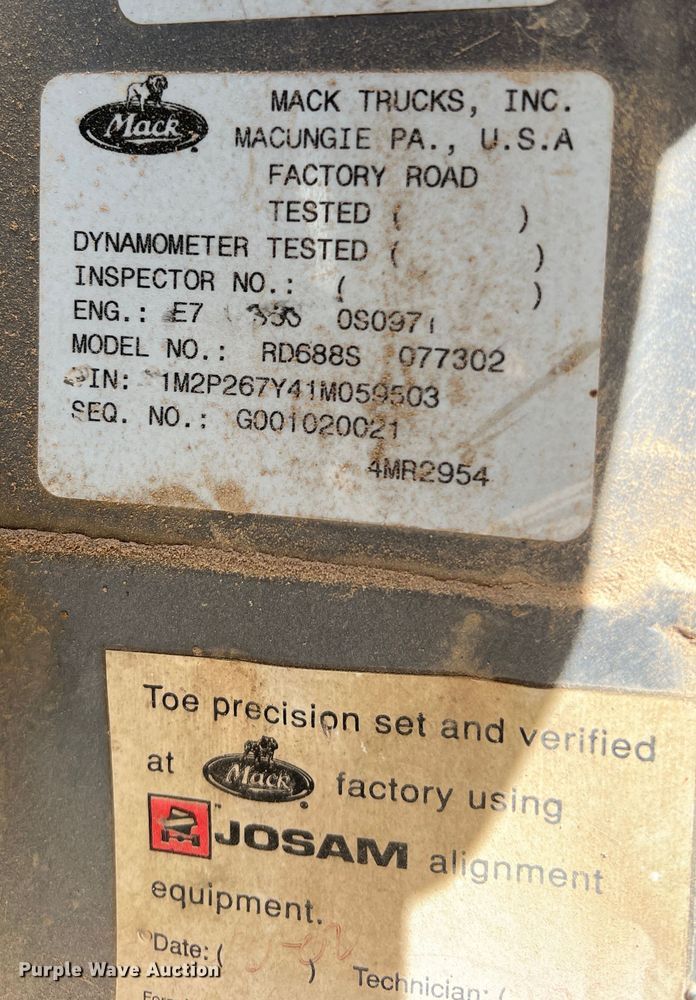 Mack
MACK TRUCKS, INC.
MACUNGIE PA., U.S.A
FACTORY ROAD
TESTED ( )
DYNAMOMETER TESTED ( )
INSPECTOR NO.: ( )
ENG.: E7 0S0971
MODEL NO.: RD688S 077302
PIN: 1M2P267Y41M059503
SEQ. NO.: G001020021
4MR2954
Toe precision set and verified
at Mack factory using
JOSAM alignment
equipment.
Date: ( ) Technician: (
Purple Wave Auction